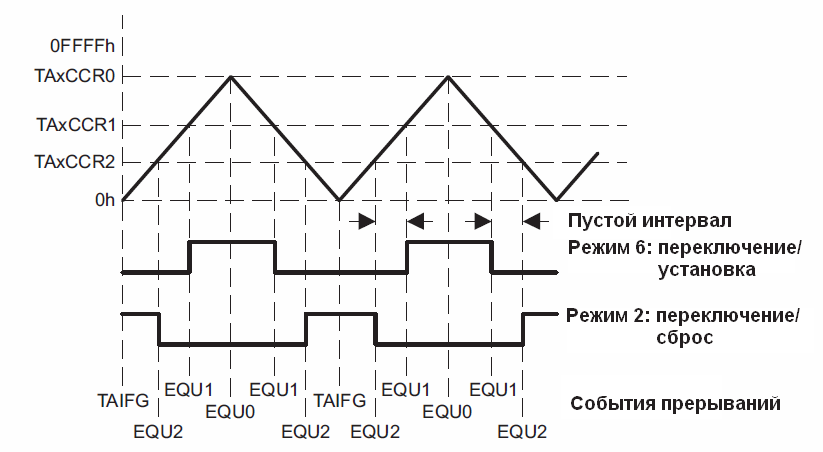 0FFFFh
TAxCCR0
TAxCCR1
TAxCCR2
0h
Пустой интервал
Режим 6: переключение/
установка
Режим 2: переключение/
сброс
EQU1 EQU1 EQU1 EQU1
TAIFG EQU0 TAIFG EQU0
События прерываний
EQU2 EQU2 EQU2 EQU2